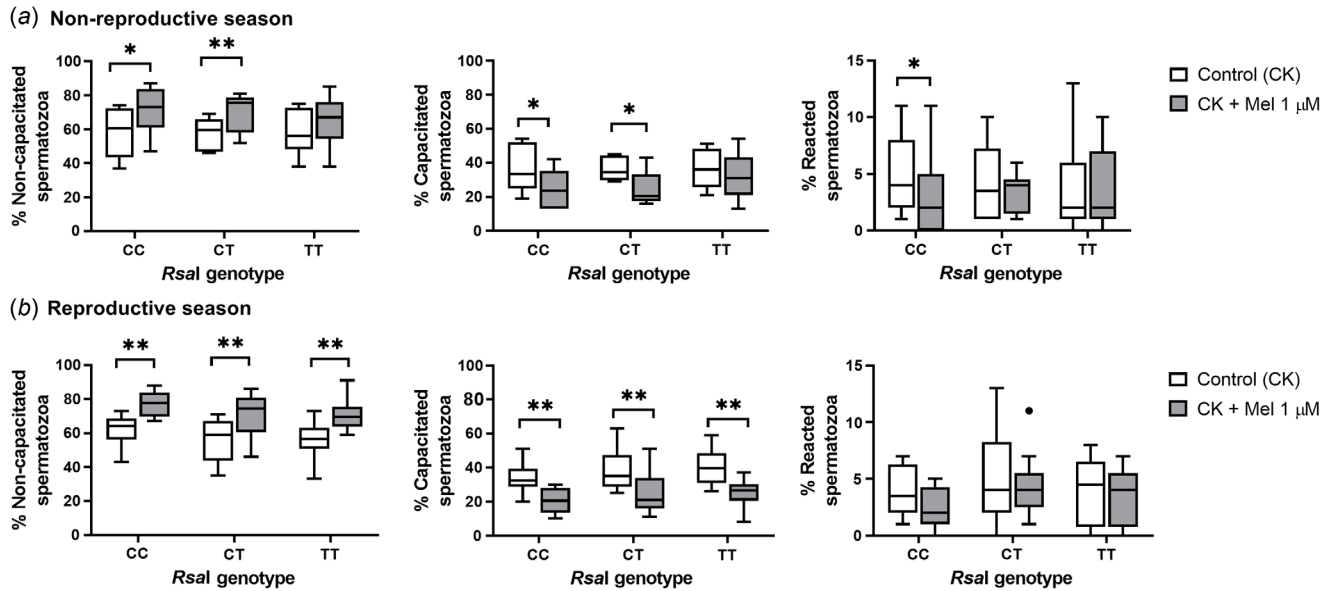 (a) Non-reproductive season
% Non-capacitated
spermatozoa
100
80
60
40
20
0
*
**
CC CT TT
RsaI genotype
% Capacitated
spermatozoa
100
80
60
40
20
0
*
*
CC CT TT
RsaI genotype
% Reacted
spermatozoa
15
10
5
0
*
CC CT TT
RsaI genotype
Control (CK)
CK + Mel 1 μM
(b) Reproductive season
% Non-capacitated
spermatozoa
100
80
60
40
20
0
**
**
**
CC CT TT
RsaI genotype
% Capacitated
spermatozoa
100
80
60
40
20
0
**
**
**
CC CT TT
RsaI genotype
% Reacted
spermatozoa
15
10
5
0
CC CT TT
RsaI genotype
Control (CK)
CK + Mel 1 μM